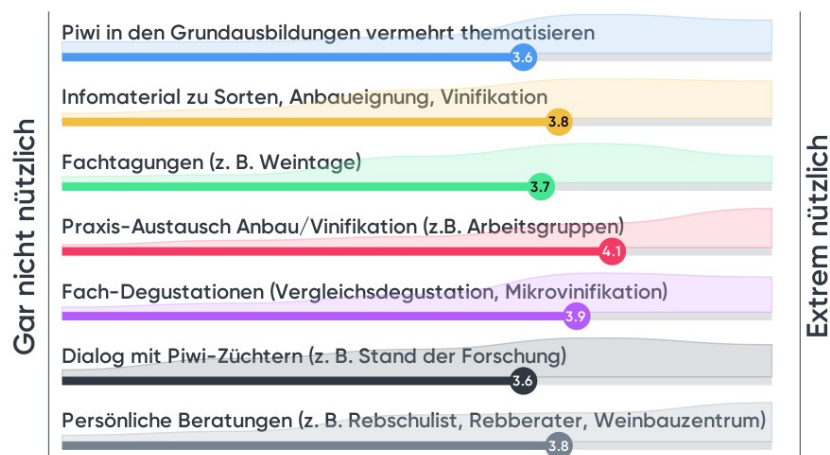 Piwi in den Grundausbildungen vermehrt thematisieren
3.6
Infomaterial zu Sorten, Anbaueignung, Vinifikation
3.8
Fachtagungen (z. B. Weintage)
3.7
Praxis-Austausch Anbau/Vinifikation (z.B. Arbeitsgruppen)
4.1
Fach-Degustationen (Vergleichsdegustation, Mikrovinifikation)
3.9
Dialog mit Piwi-Züchtern (z. B. Stand der Forschung)
3.6
Persönliche Beratungen (z. B. Rebschulist, Rebberater, Weinbauzentrum)
3.8
Gar nicht nützlich
Extrem nützlich